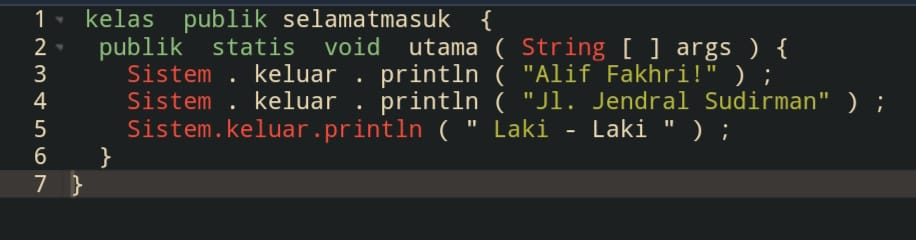 1 kelas publik selamatmasuk {
2 publik statis void utama ( String [ ] args ) {
3 Sistem . keluar . println ( "Alif Fakhri!" ) ;
4 Sistem . keluar . println ( "Jl. Jendral Sudirman" ) ;
5 Sistem.keluar.println ( " Laki - Laki " ) ;
6 }
7 }